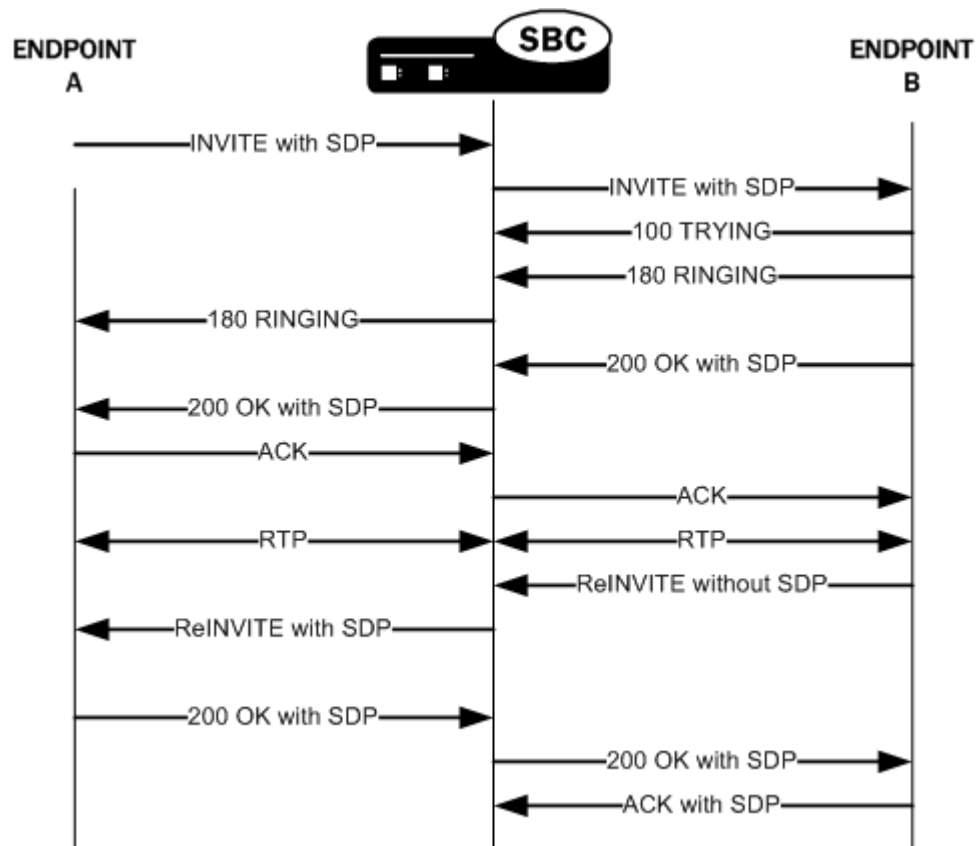 SBC
ENDPOINT
A
ENDPOINT
B
INVITE with SDP
INVITE with SDP
100 TRYING
180 RINGING
180 RINGING
200 OK with SDP
200 OK with SDP
ACK
ACK
RTP
RTP
ReINVITE without SDP
ReINVITE with SDP
200 OK with SDP
200 OK with SDP
ACK with SDP